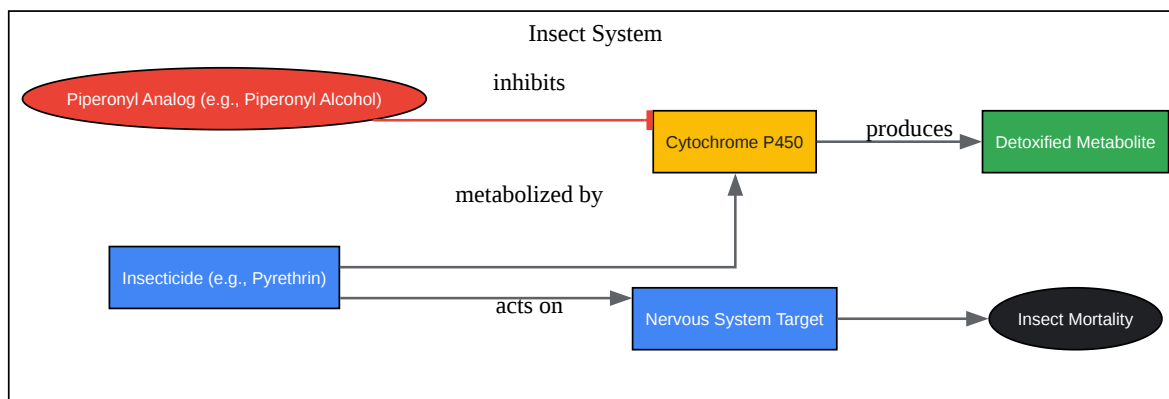 Insect System
inhibits
Piperonyl Analog (e.g., Piperonyl Alcohol)
produces
Cytochrome P450
Detoxified Metabolite
metabolized by
Insecticide (e.g., Pyrethrin)
acts on
Nervous System Target
Insect Mortality